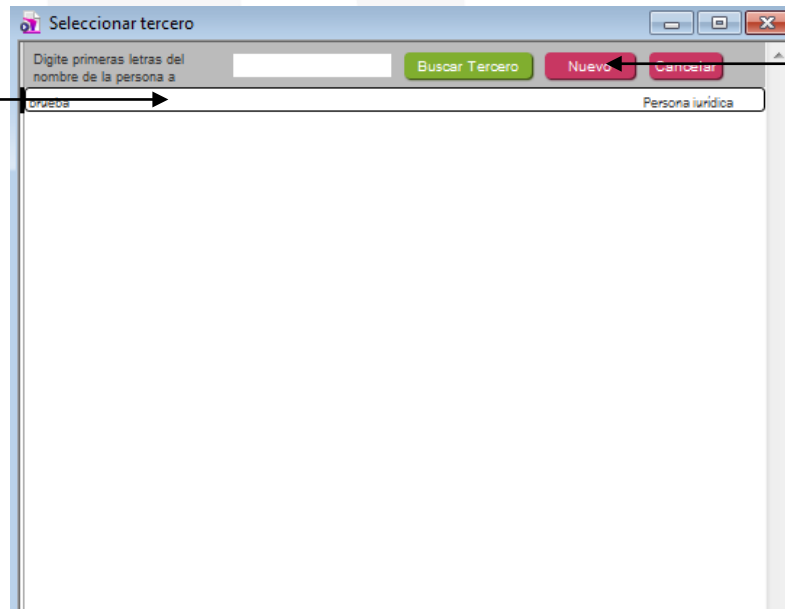 Seleccionar tercero
Digite primeras letras del
nombre de la persona a
Buscar Tercero
Nuevo
Cancelar
prueba
Persona jurídica